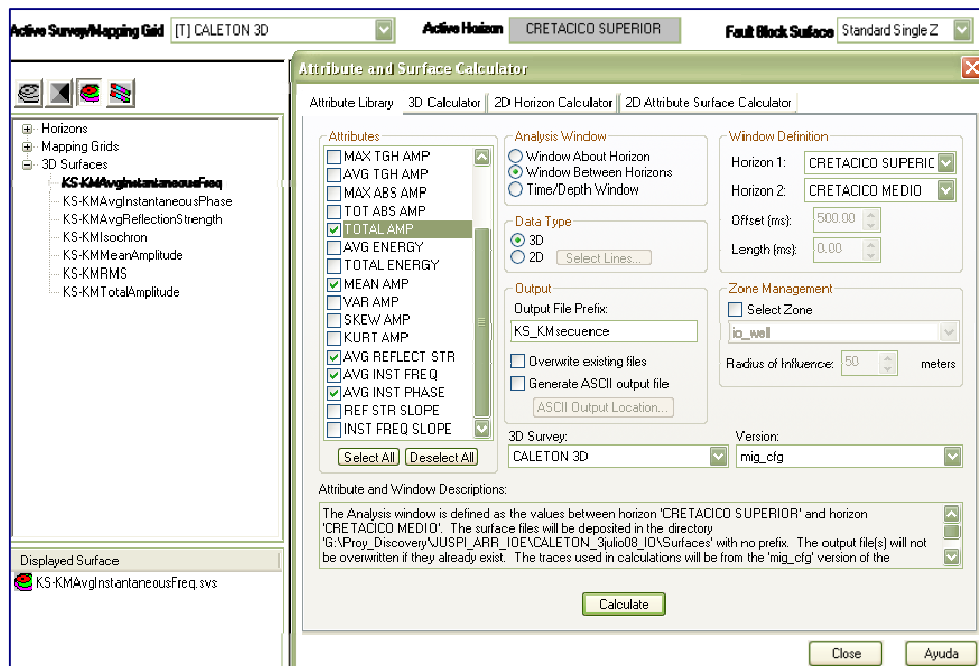 Active Survey/Mapping Grid [T] CALETON 3D Active Horizon CRETACICO SUPERIOR Fault Block Surface Standard Single Z
Attribute and Surface Calculator
Attribute Library 3D Calculator 2D Horizon Calculator 2D Attribute Surface Calculator
Horizons
Mapping Grids
3D Surfaces
KS-KMAvgInstantaneousFreq
KS-KMAvgInstantaneousPhase
KS-KMAvgReflectionStrength
KS-KMIsochron
KS-KMMeanAmplitude
KS-KMRMS
KS-KMTotalAmplitude
Displayed Surface
KS-KMAvgInstantaneousFreq.svs
Attributes
MAX TGH AMP
AVG TGH AMP
MAX ABS AMP
TOT ABS AMP
TOTAL AMP
AVG ENERGY
TOTAL ENERGY
MEAN AMP
VAR AMP
SKEW AMP
KURT AMP
AVG REFLECT STR
AVG INST FREQ
AVG INST PHASE
REF STR SLOPE
INST FREQ SLOPE
Select All Deselect All
Analysis Window
Window About Horizon
Window Between Horizons
Time/Depth Window
Data Type
3D
2D Select Lines...
Output
Output File Prefix:
KS_KMsecuence
Overwrite existing files
Generate ASCII output file
ASCII Output Location...
Window Definition
Horizon 1: CRETACICO SUPERIC
Horizon 2: CRETACICO MEDIO
Offset (ms): 500.00
Length (ms): 0.00
Zone Management
Select Zone
io_well
Radius of Influence: 50 meters
3D Survey: Version:
CALETON 3D mig_cfg
Attribute and Window Descriptions:
The Analysis window is defined as the values between horizon 'CRETACICO SUPERIOR' and horizon
'CRETACICO MEDIO'. The surface files will be deposited in the directory
'G:\Proy_Discovery\JUSPI_ARR_IOE\CALETON_3julio08_IO\Surfaces' with no prefix. The output file(s) will not
be overwritten if they already exist. The traces used in calculations will be from the 'mig_cfg' version of the
Calculate
Close Ayuda